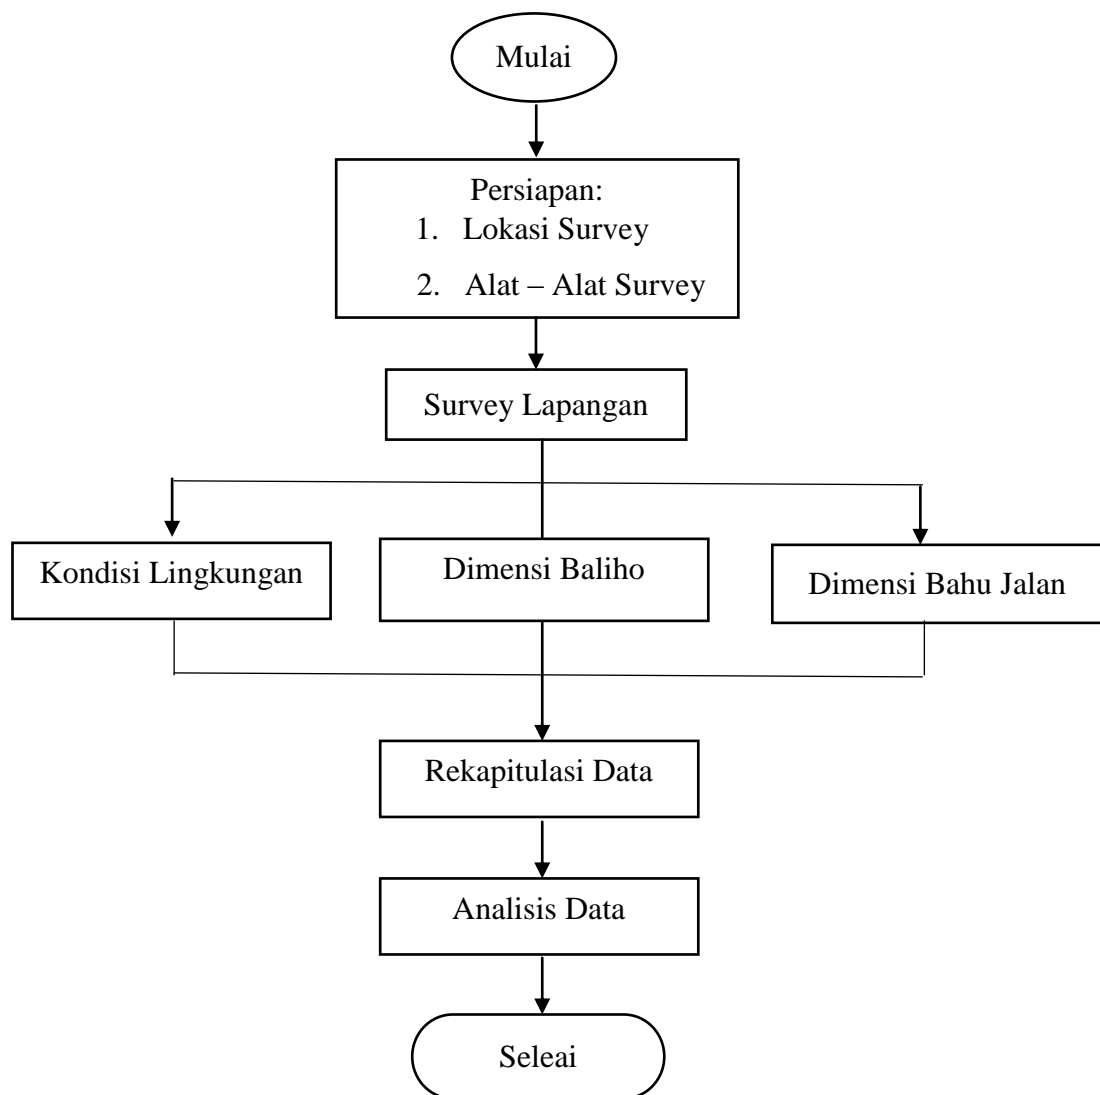 Mulai
Persiapan:
1. Lokasi Survey
2. Alat – Alat Survey
Survey Lapangan
Kondisi Lingkungan
Dimensi Baliho
Dimensi Bahu Jalan
Rekapitulasi Data
Analisis Data
Seleai